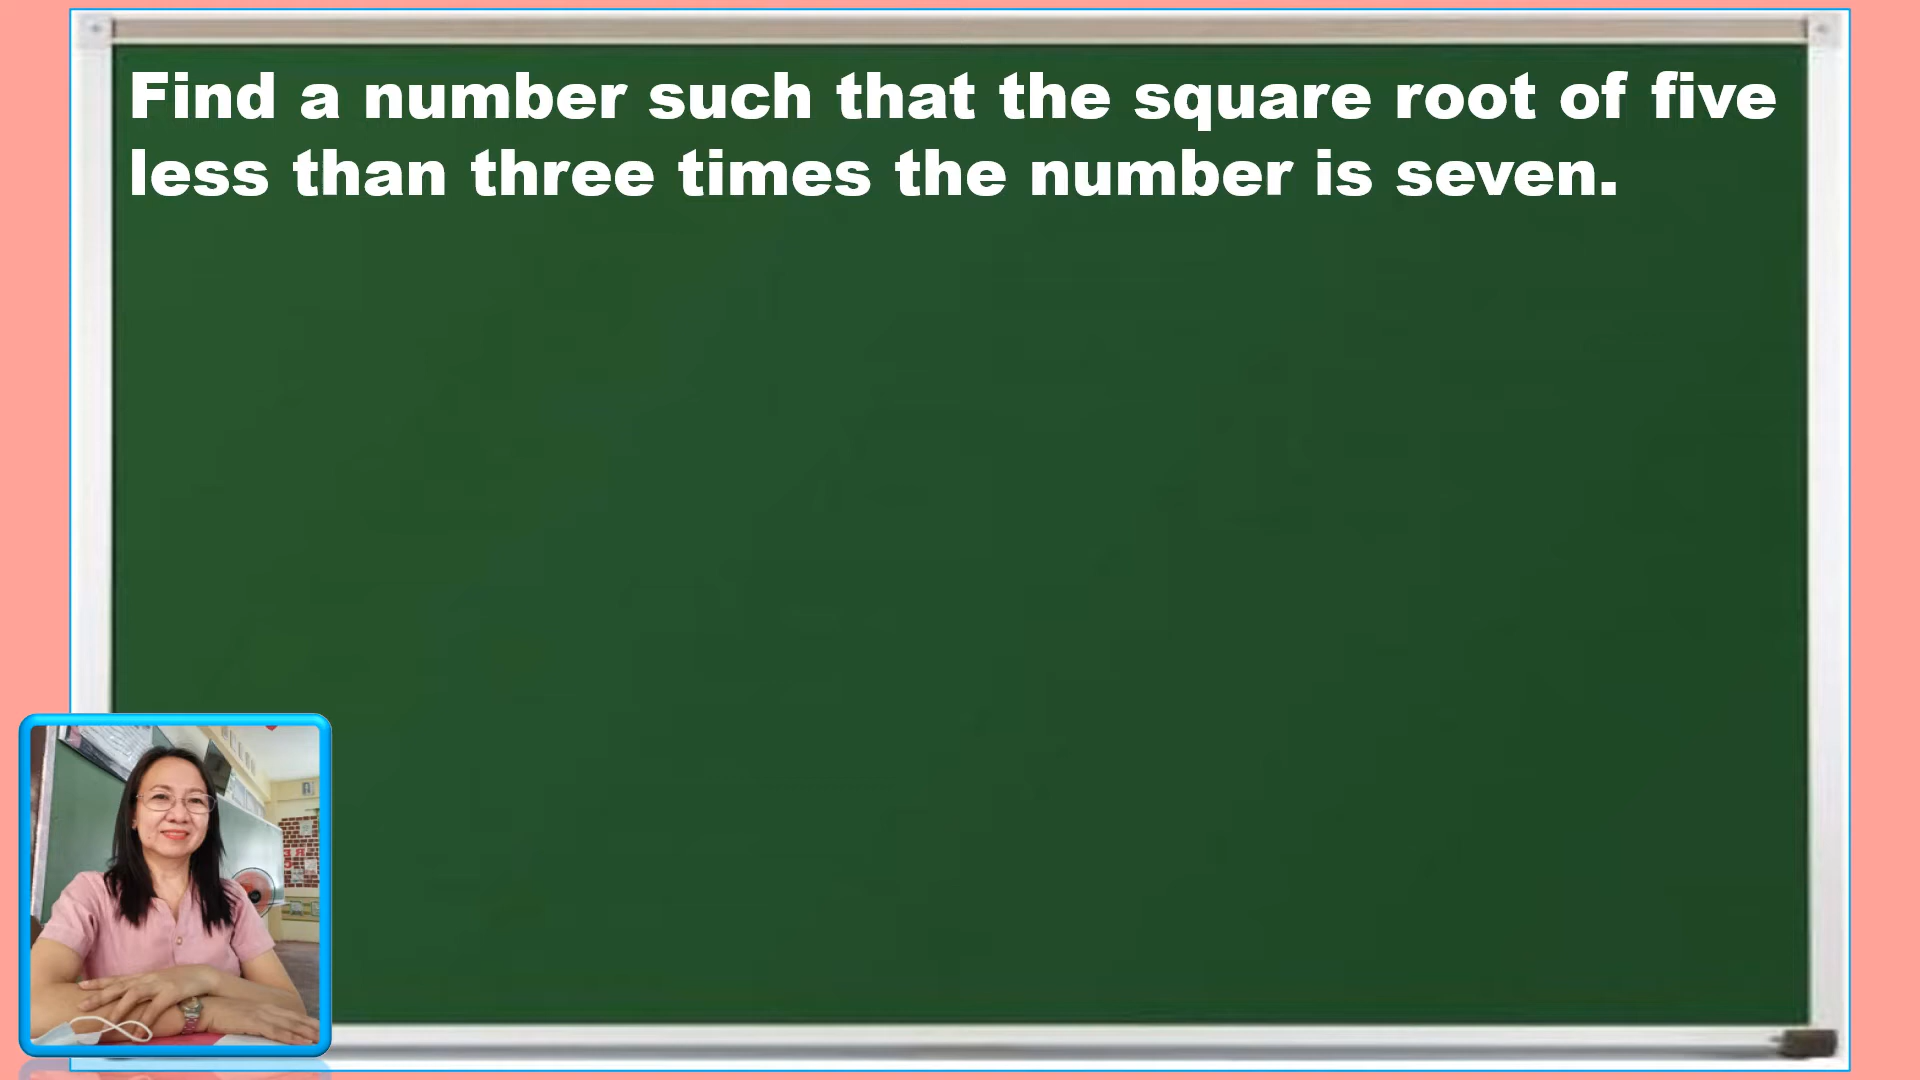 Find a number such that the square root of five
less than three times the number is seven.